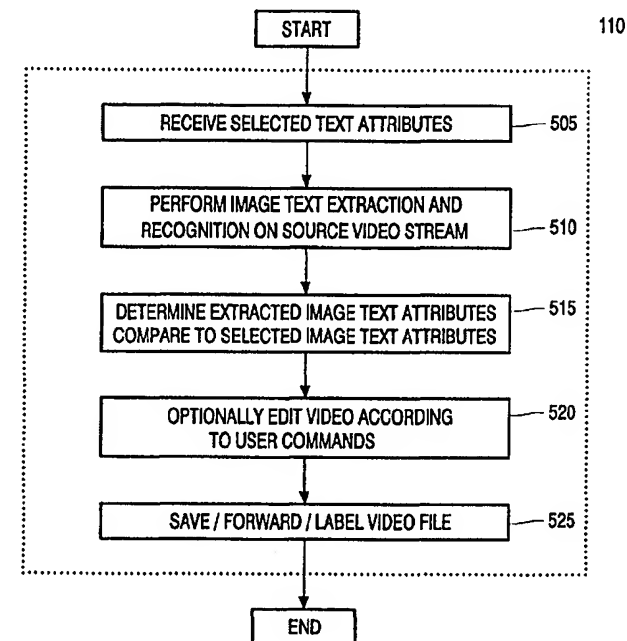 START
110
RECEIVE SELECTED TEXT ATTRIBUTES
505
PERFORM IMAGE TEXT EXTRACTION AND
RECOGNITION ON SOURCE VIDEO STREAM
510
DETERMINE EXTRACTED IMAGE TEXT ATTRIBUTES
COMPARE TO SELECTED IMAGE TEXT ATTRIBUTES
515
OPTIONALLY EDIT VIDEO ACCORDING
TO USER COMMANDS
520
SAVE / FORWARD / LABEL VIDEO FILE
525
END